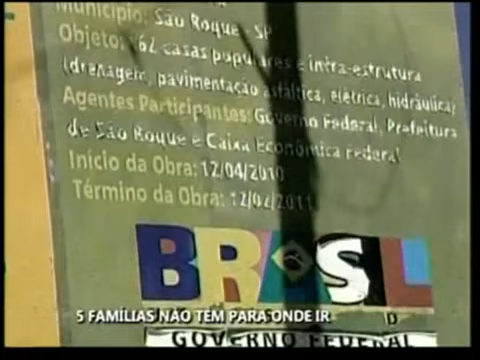 Município: São Roque - SP
Objeto: 62 casas populares e infra-estrutura
(drenagem, pavimentação asfáltica, elétrica, hidráulica)
Agentes Participantes: Governo Federal, Prefeitura
de São Roque e Caixa Econômica Federal
Início da Obra: 12/04/2010
Término da Obra: 12/02/2011
BRASIL
5 FAMÍLIAS NÃO TEM PARA ONDE IR
GOVERNO FEDERAL